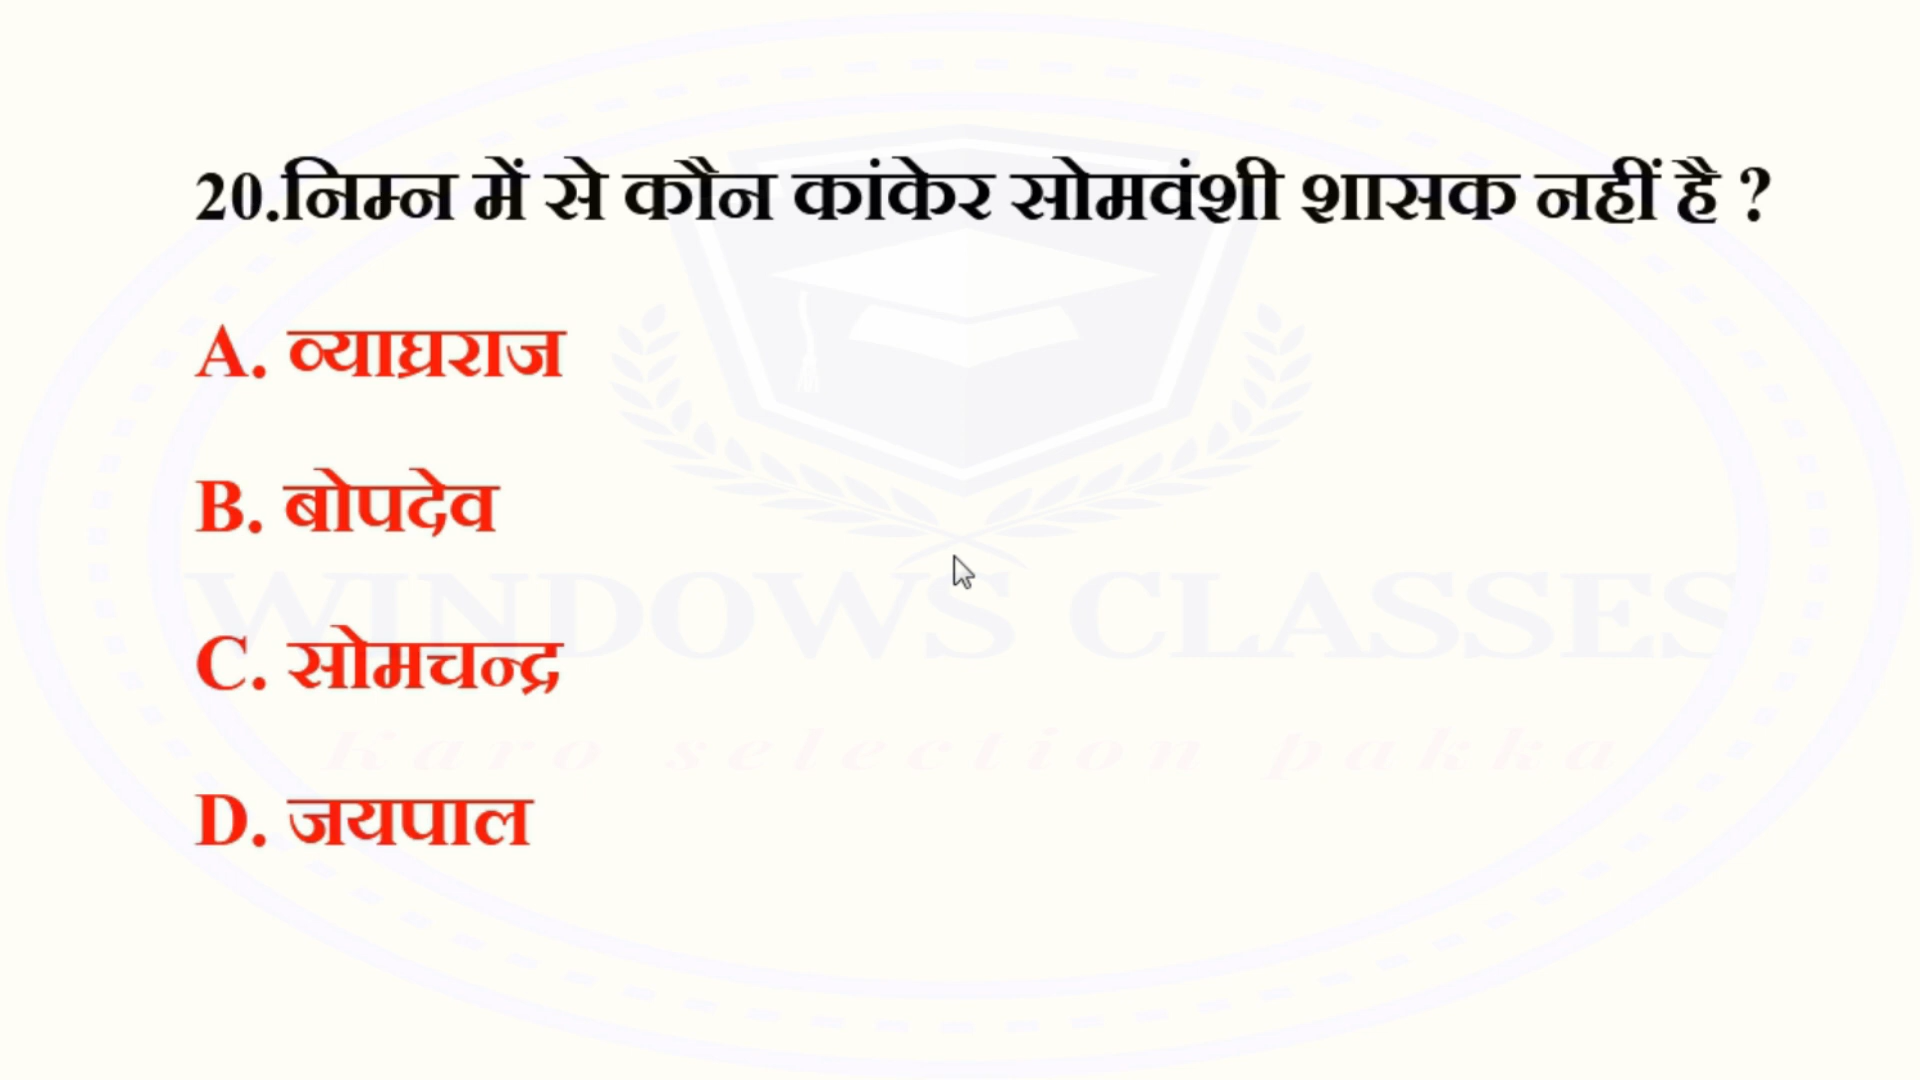 20.निम्न में से कौन कांकेर सोमवंशी शासक नहीं है ?
A. व्याघ्रराज
B. बोपदेव
C. सोमचन्द्र
D. जयपाल
WINDOWS CLASSES
Karo selection pakka